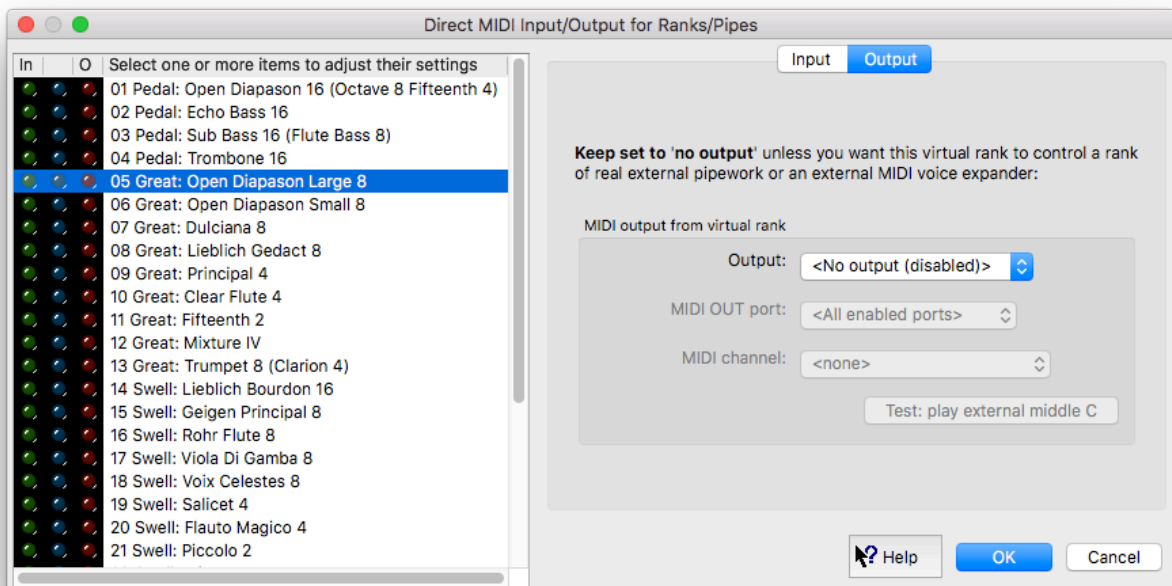 Direct MIDI Input/Output for Ranks/Pipes
In O Select one or more items to adjust their settings
01 Pedal: Open Diapason 16 (Octave 8 Fifteenth 4)
02 Pedal: Echo Bass 16
03 Pedal: Sub Bass 16 (Flute Bass 8)
04 Pedal: Trombone 16
05 Great: Open Diapason Large 8
06 Great: Open Diapason Small 8
07 Great: Dulciana 8
08 Great: Lieblich Gedact 8
09 Great: Principal 4
10 Great: Clear Flute 4
11 Great: Fifteenth 2
12 Great: Mixture IV
13 Great: Trumpet 8 (Clarion 4)
14 Swell: Lieblich Bourdon 16
15 Swell: Geigen Principal 8
16 Swell: Rohr Flute 8
17 Swell: Viola Di Gamba 8
18 Swell: Voix Celestes 8
19 Swell: Salicet 4
20 Swell: Flauto Magico 4
21 Swell: Piccolo 2
Input Output
Keep set to 'no output' unless you want this virtual rank to control a rank
of real external pipework or an external MIDI voice expander:
MIDI output from virtual rank
Output: <No output (disabled)>
MIDI OUT port: <All enabled ports>
MIDI channel: <none>
Test: play external middle C
? Help OK Cancel